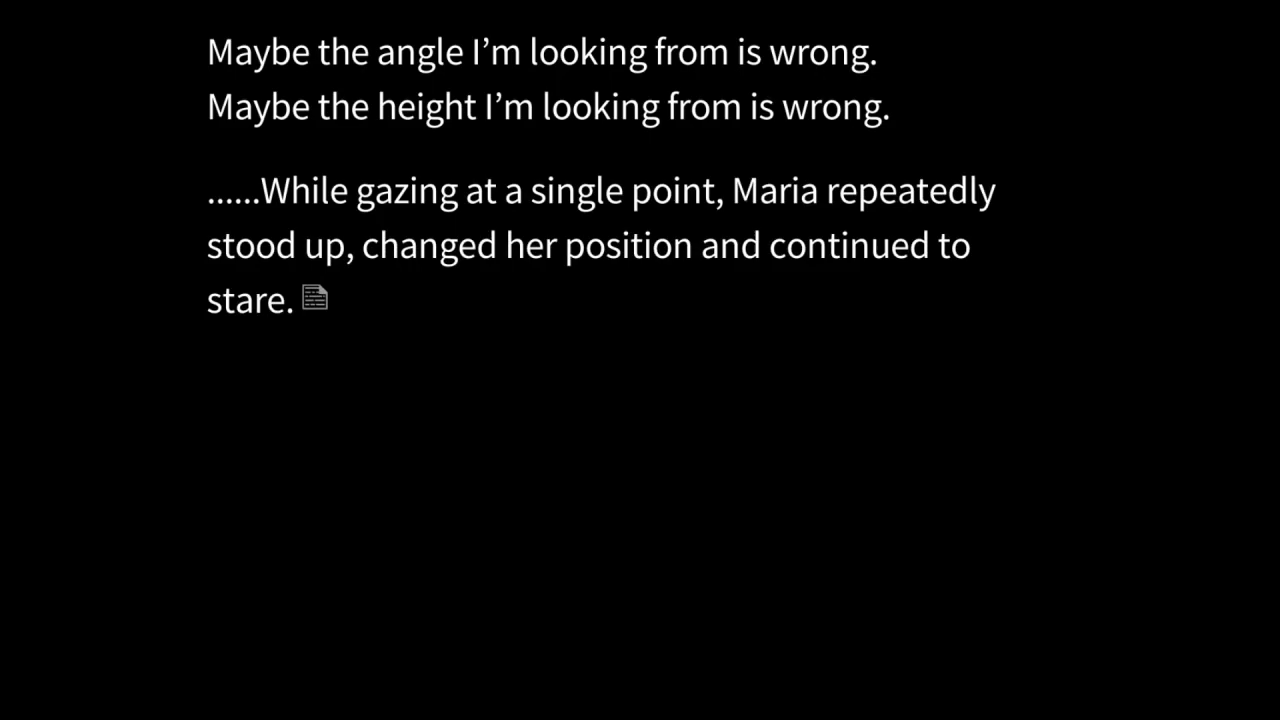 Maybe the angle I’m looking from is wrong.
Maybe the height I’m looking from is wrong.
......While gazing at a single point, Maria repeatedly
stood up, changed her position and continued to
stare.